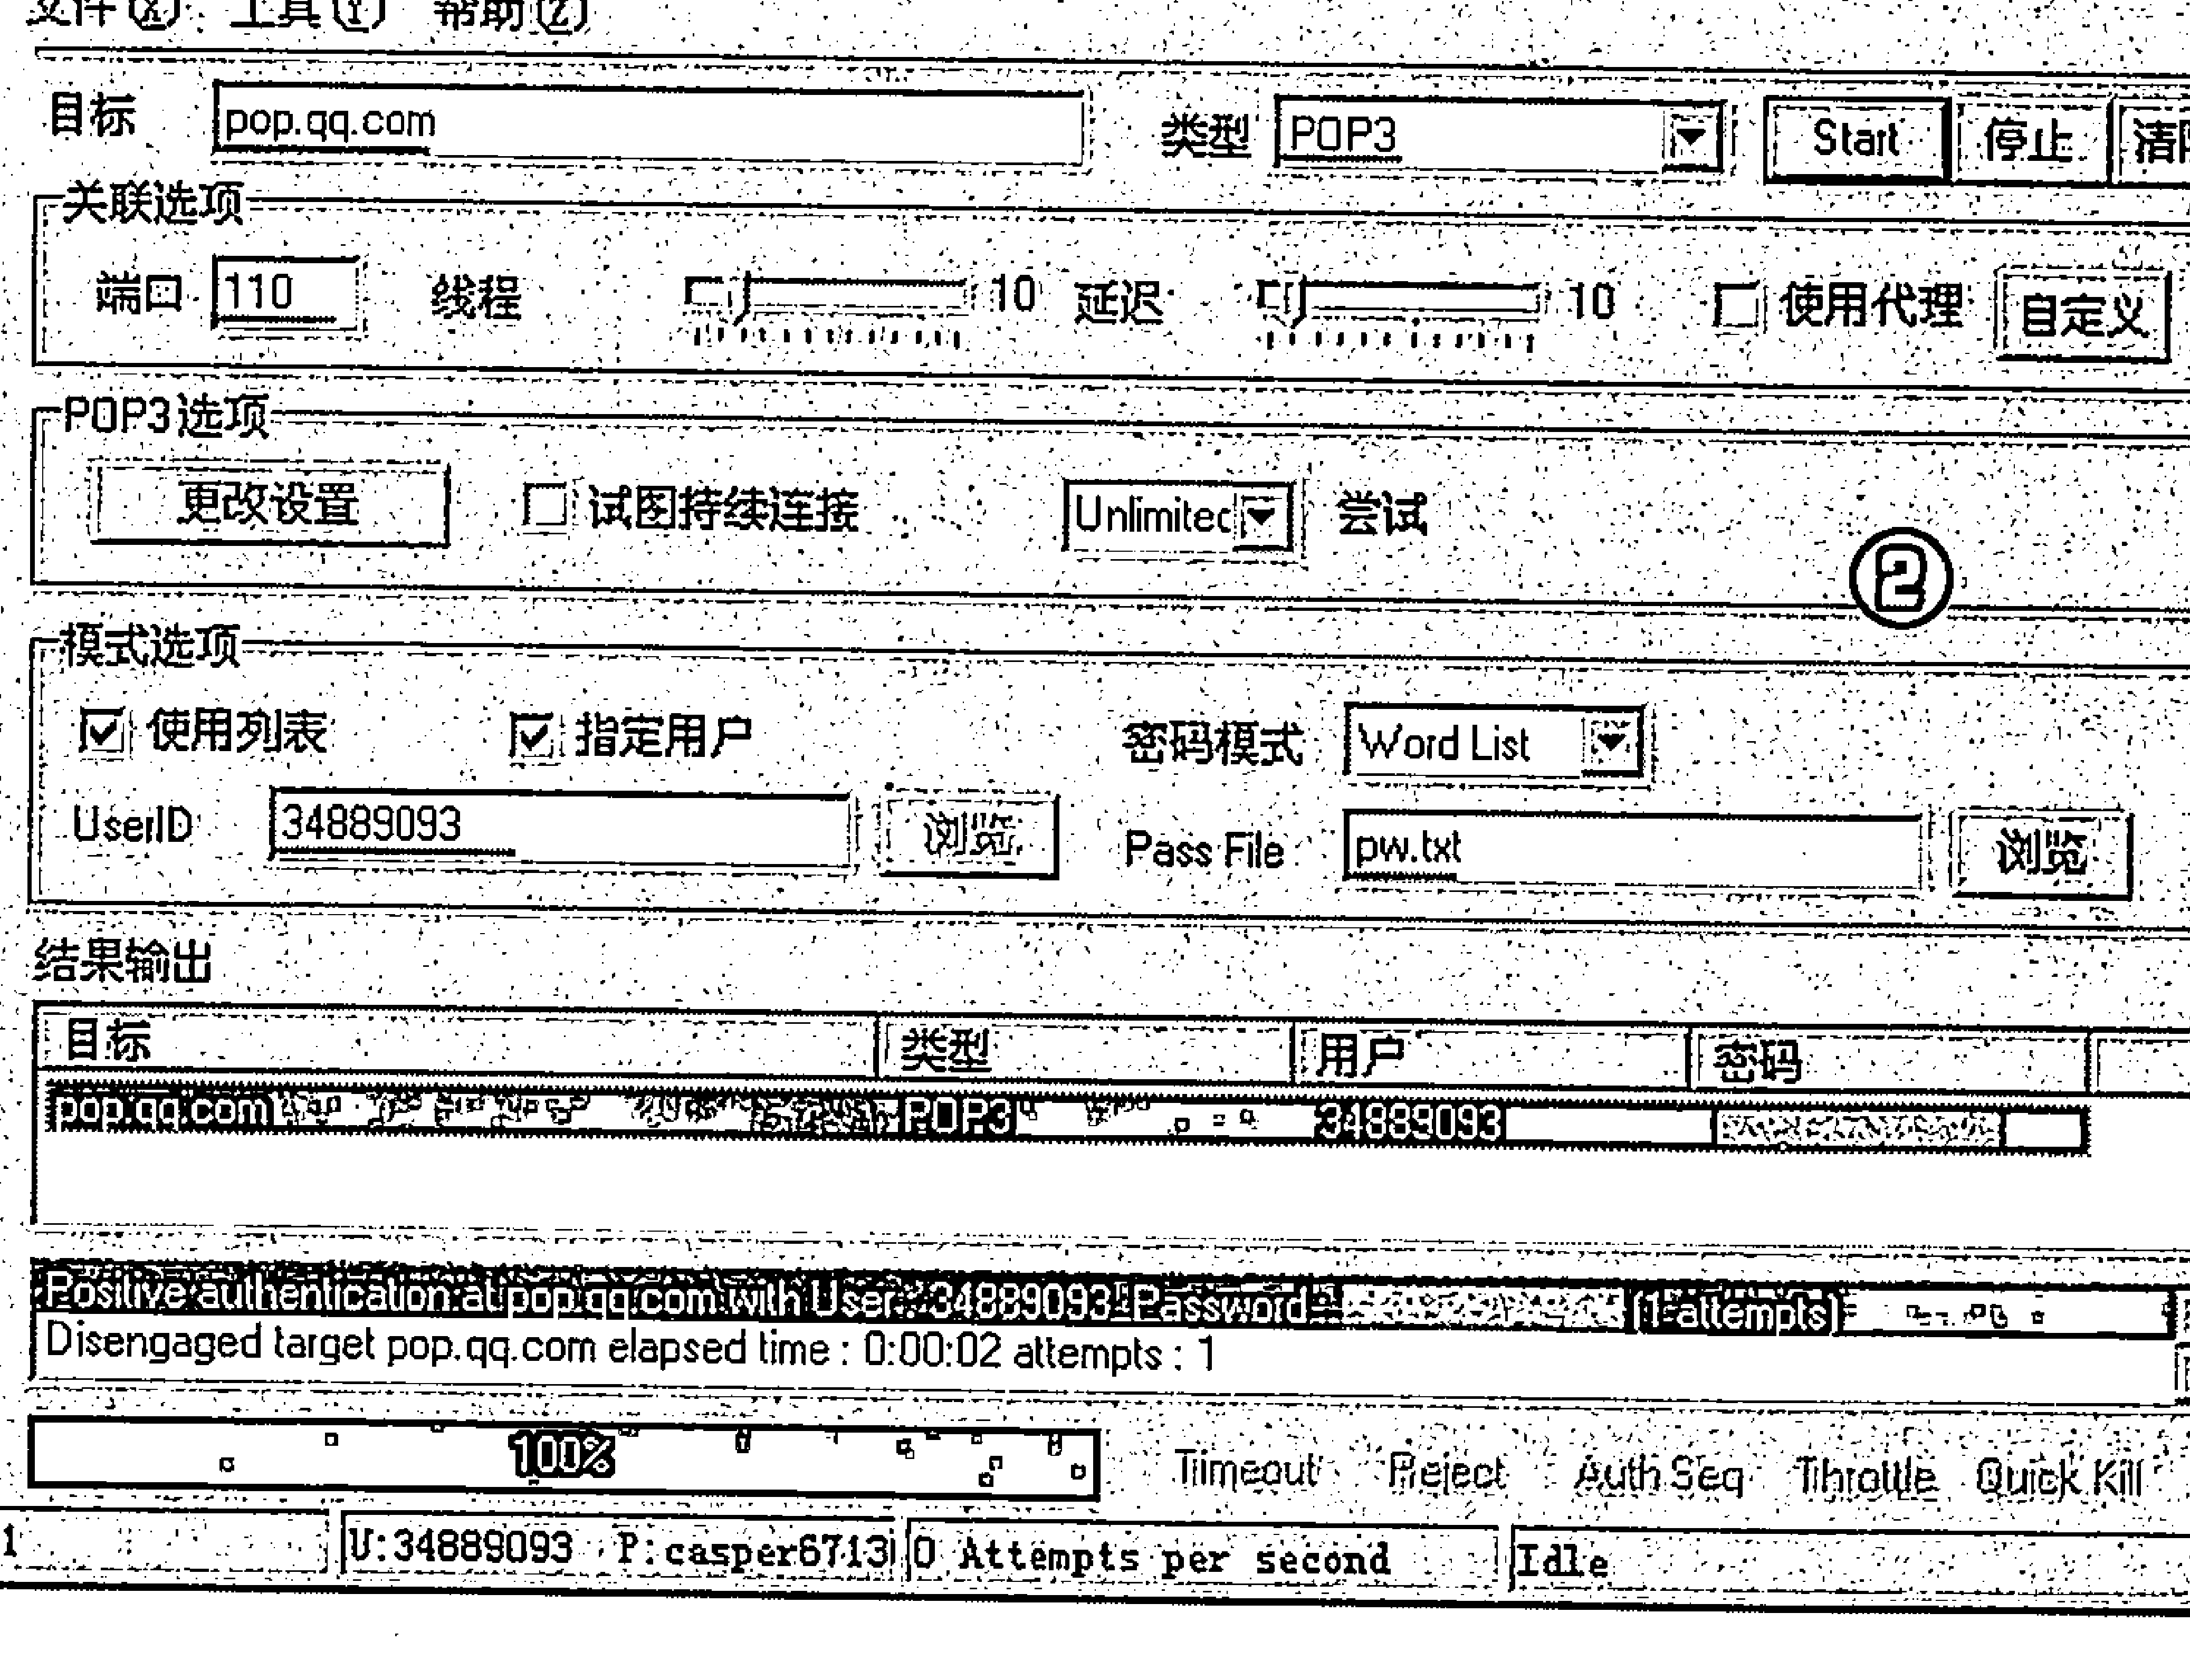 文件(X) 工具(Y) 帮助(Z)
目标 pop.qq.com 类型 POP3 Start 停止
关联选项
端口 110 线程 10 延迟 10 使用代理 自定义
POP3选项
更改设置 试图持续连接 Unlimited 尝试
②
模式选项
使用列表 指定用户 密码模式 Word List
UserID 34889093 浏览 Pass File pw.txt 浏览
结果输出
目标 类型 用户 密码
pop.qq.com POP3 34889093
Positive authentication at pop.qq.com with User : 34889093 Password (1 attempts)
Disengaged target pop.qq.com elapsed time : 0:00:02 attempts : 1
100% Timeout Reject Auth Seq Throttle Quick Kill
1 U:34889093 P:casper6713 0 Attempts per second Idle